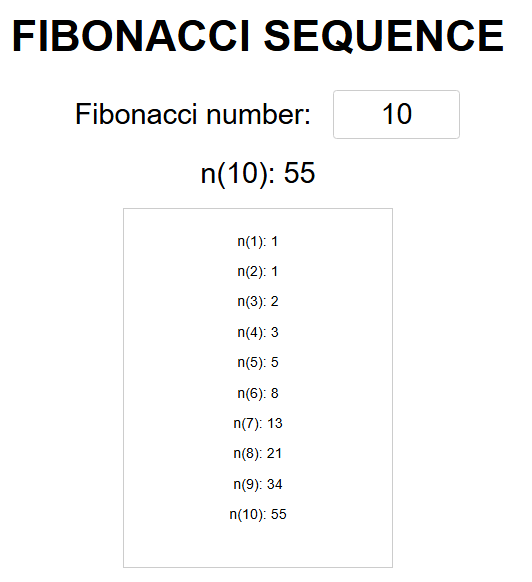 FIBONACCI SEQUENCE
Fibonacci number: 10
n(10): 55
n(1): 1
n(2): 1
n(3): 2
n(4): 3
n(5): 5
n(6): 8
n(7): 13
n(8): 21
n(9): 34
n(10): 55